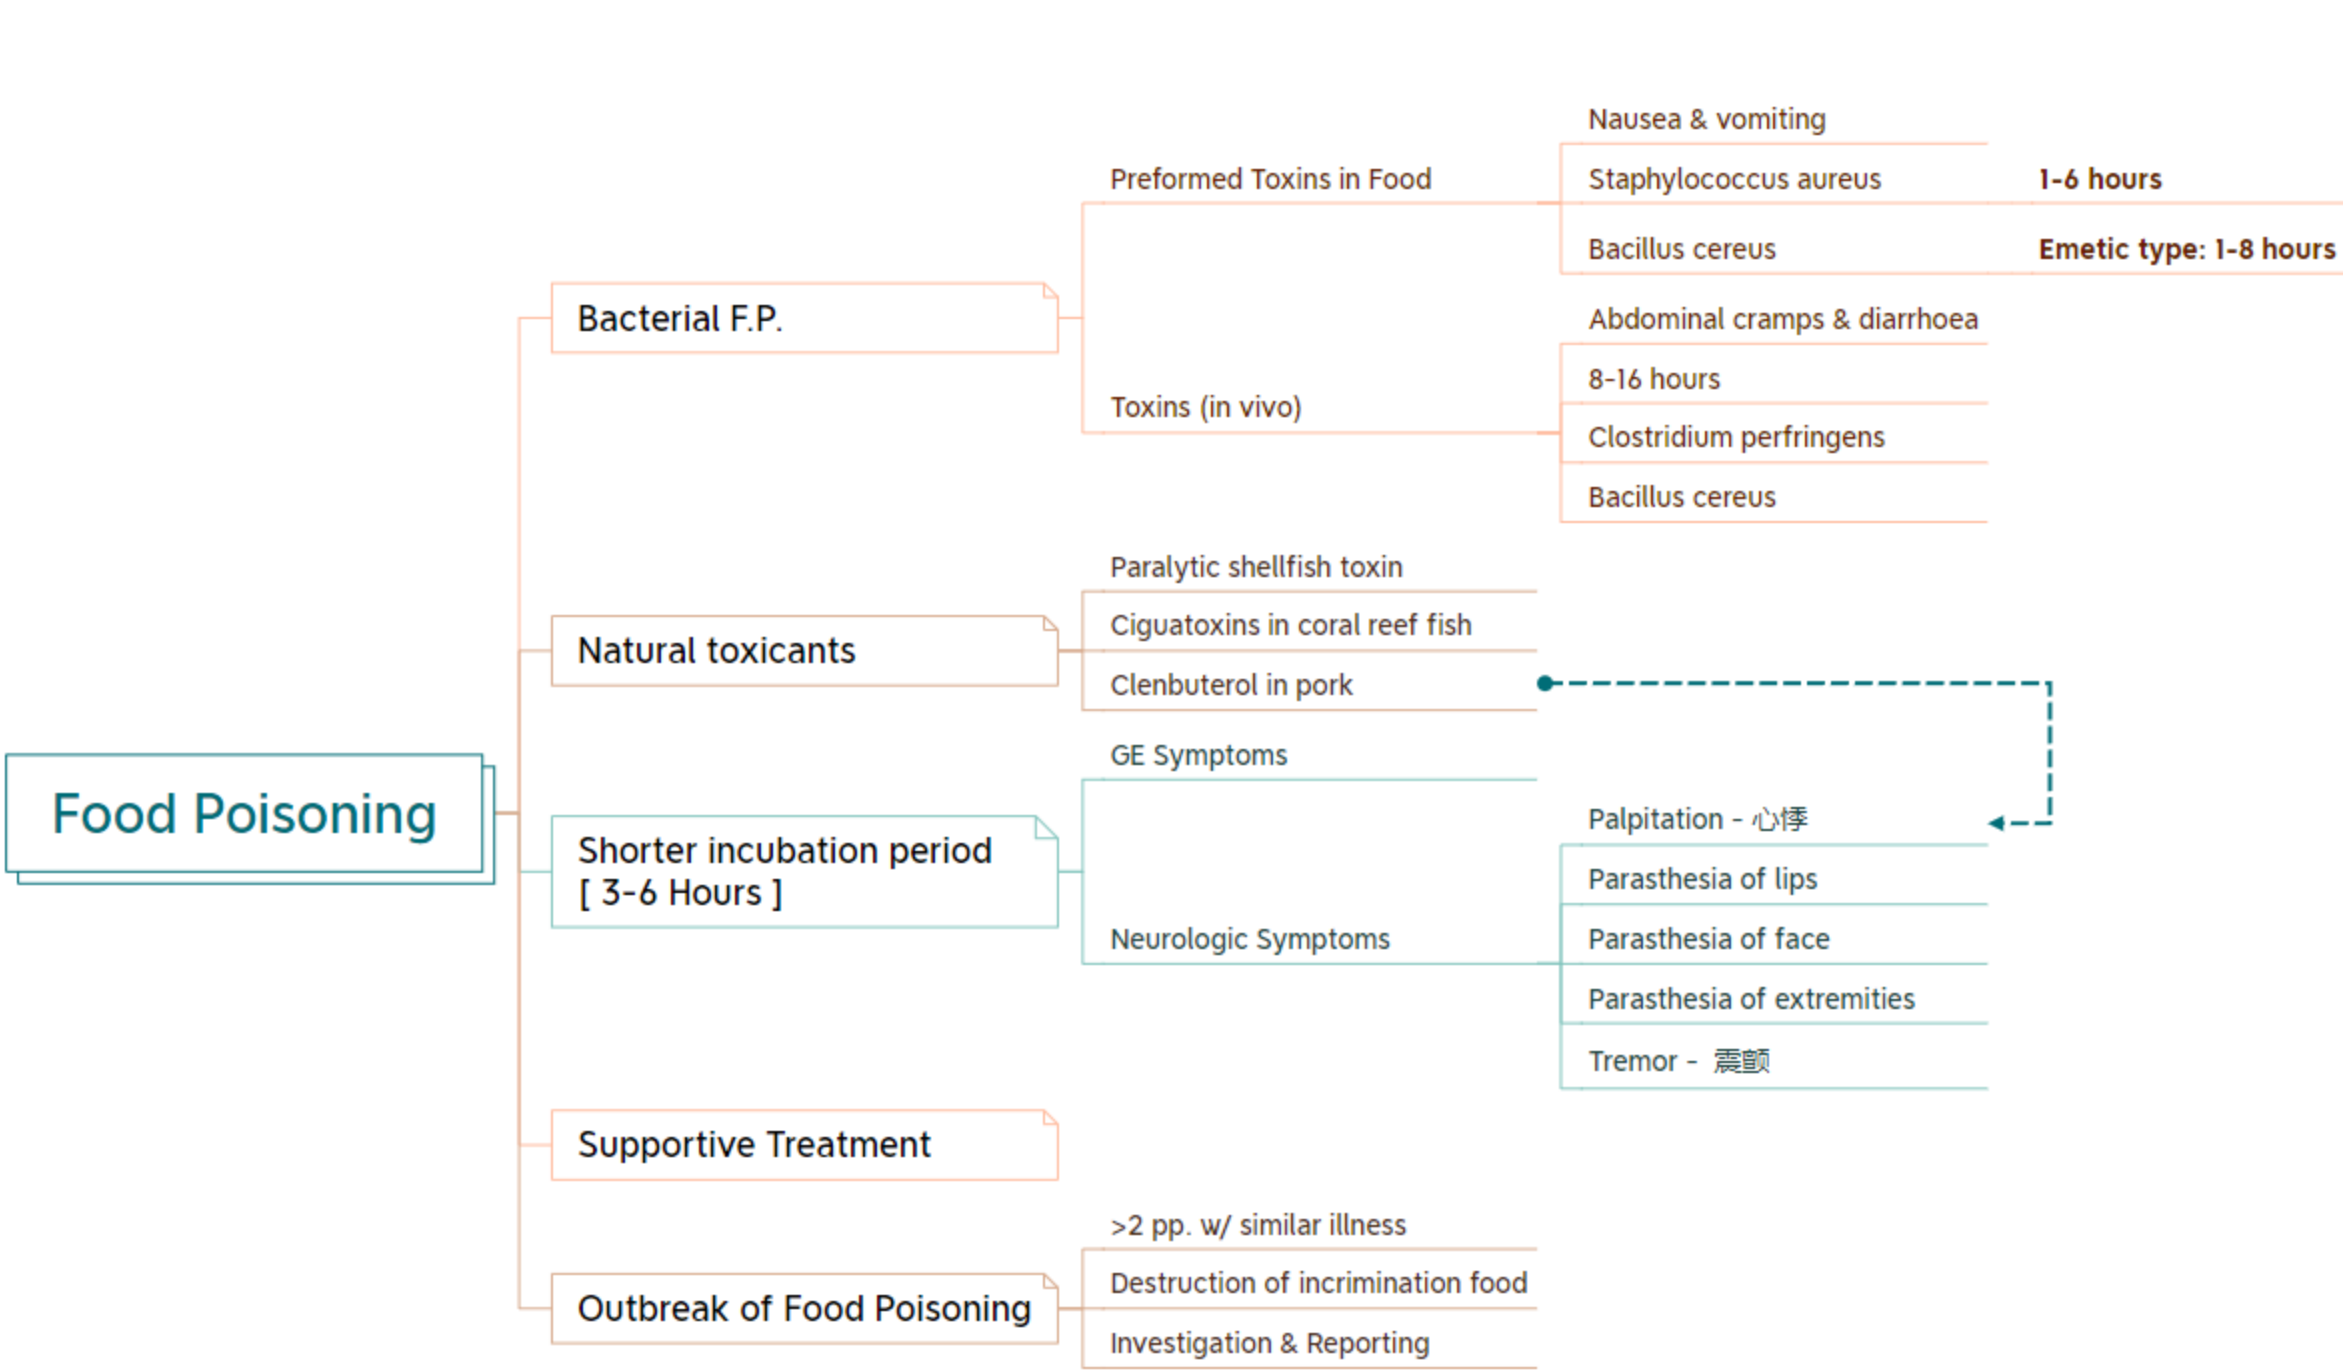 Food Poisoning
Bacterial F.P.
Preformed Toxins in Food
Nausea & vomiting
Staphylococcus aureus
1-6 hours
Bacillus cereus
Emetic type: 1-8 hours
Toxins (in vivo)
Abdominal cramps & diarrhoea
8-16 hours
Clostridium perfringens
Bacillus cereus
Natural toxicants
Paralytic shellfish toxin
Ciguatoxins in coral reef fish
Clenbuterol in pork
Shorter incubation period
[ 3-6 Hours ]
GE Symptoms
Neurologic Symptoms
Palpitation - 心悸
Parasthesia of lips
Parasthesia of face
Parasthesia of extremities
Tremor - 震颤
Supportive Treatment
Outbreak of Food Poisoning
>2 pp. w/ similar illness
Destruction of incrimination food
Investigation & Reporting